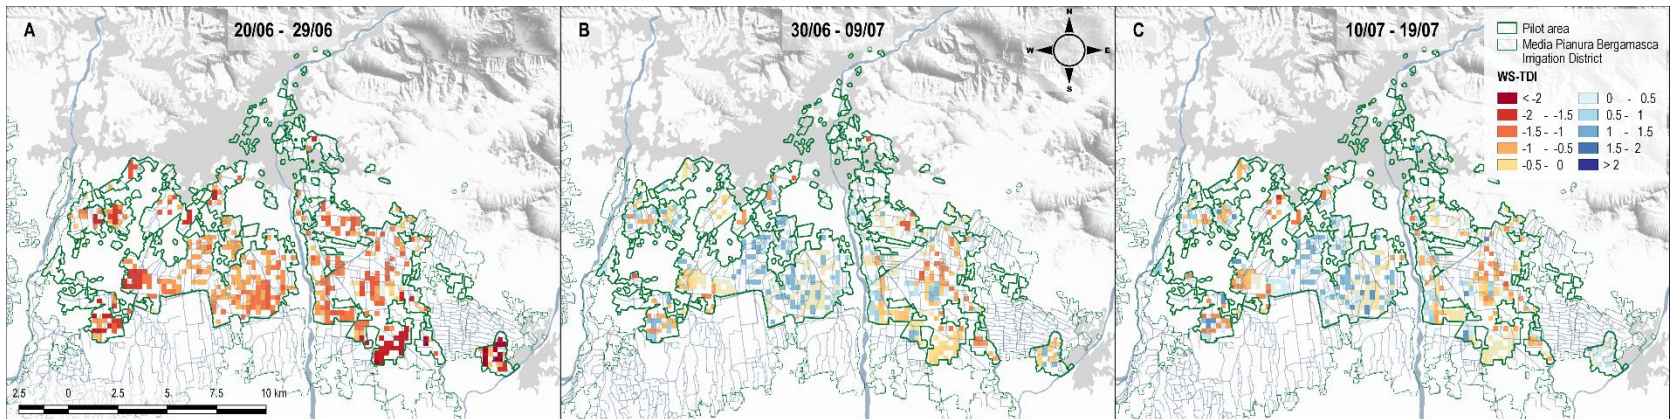 A
20/06 - 29/06
B
30/06 - 09/07
N
W
E
S
C
10/07 - 19/07
Pilot area
Media Pianura Bergamasca
Irrigation District
WS-TDI
< -2
-2 - -1.5
-1.5 - -1
-1 - -0.5
-0.5 - 0
0 - 0.5
0.5 - 1
1 - 1.5
1.5 - 2
> 2
2.5 0 2.5 5 7.5 10 km